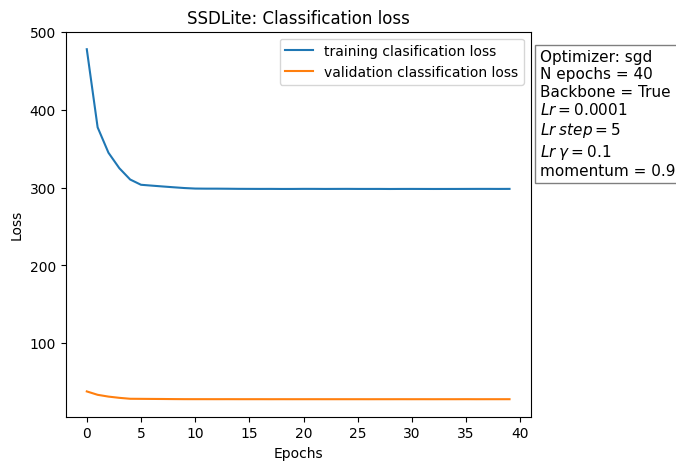 SSDLite: Classification loss
500
400
300
200
100
Loss
0
5
10
15
20
25
30
35
40
Epochs
training clasification loss
validation classification loss
Optimizer: sgd
N epochs = 40
Backbone = True
Lr = 0.0001
Lr step = 5
Lr γ = 0.1
momentum = 0.9